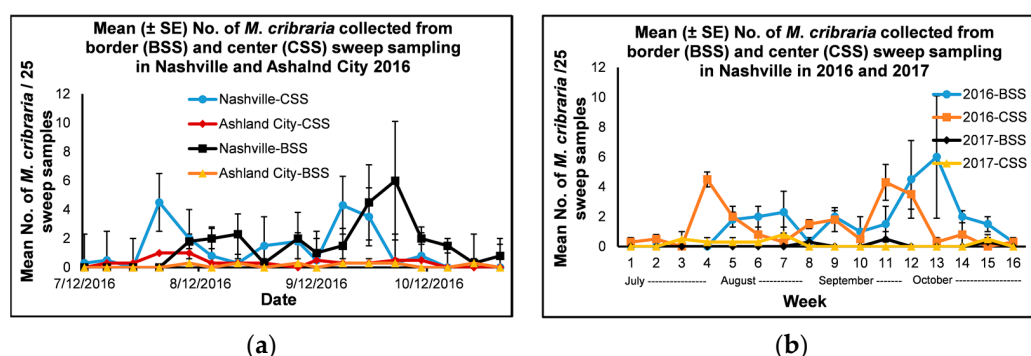 Mean (± SE) No. of M. cribraria collected from
border (BSS) and center (CSS) sweep sampling
in Nashville and Ashalnd City 2016
Mean No. of M. cribraria /25
sweep samples
12
10
8
6
4
2
0
Nashville-CSS
Ashland City-CSS
Nashville-BSS
Ashland City-BSS
7/12/2016 8/12/2016 9/12/2016 10/12/2016
Date
(a)
Mean (± SE) No. of M. cribraria collected from
border (BSS) and center (CSS) sweep sampling
in Nashville in 2016 and 2017
Mean No. of M. cribraria /25
sweep samples
12
10
8
6
4
2
0
2016-BSS
2016-CSS
2017-BSS
2017-CSS
1 2 3 4 5 6 7 8 9 10 11 12 13 14 15 16
July -------------- August -------------- September ------- October --------------------
Week
(b)